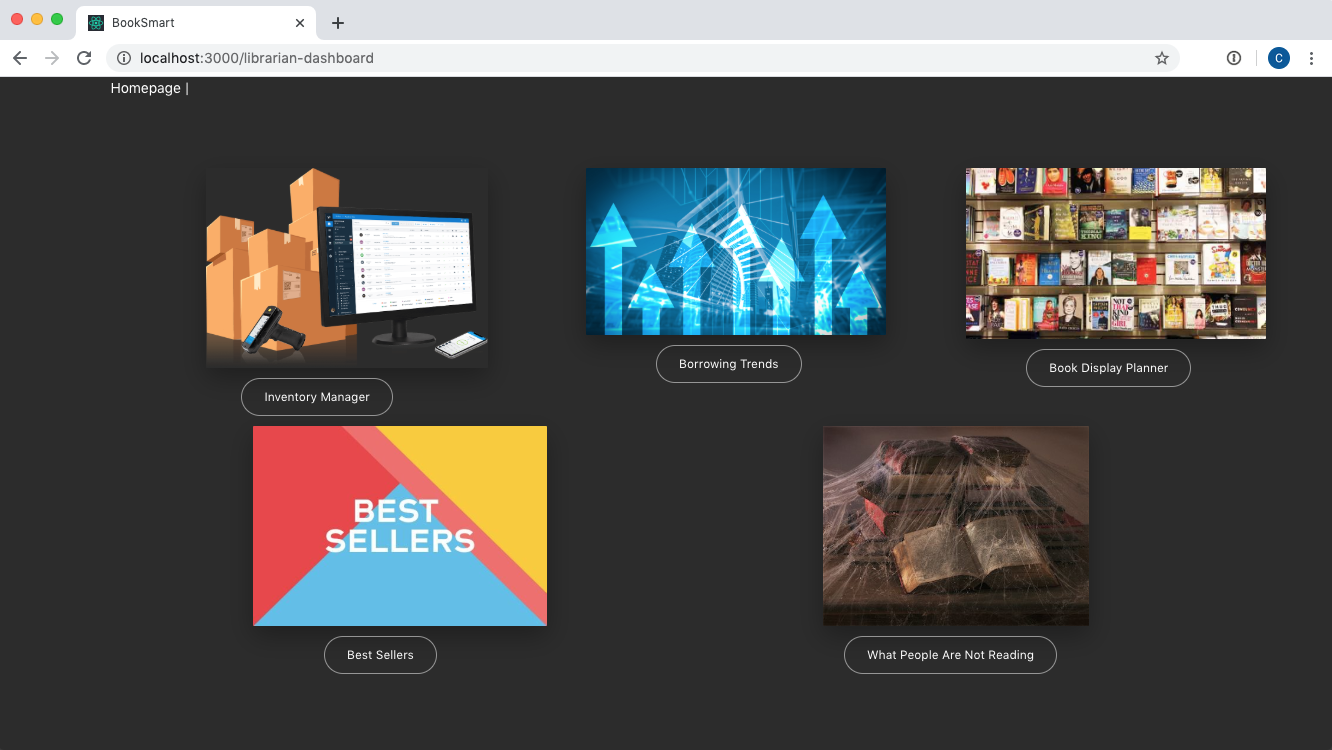 BookSmart
localhost:3000/librarian-dashboard
C
Homepage |
Inventory Manager
Borrowing Trends
Book Display Planner
BEST
SELLERS
Best Sellers
What People Are Not Reading